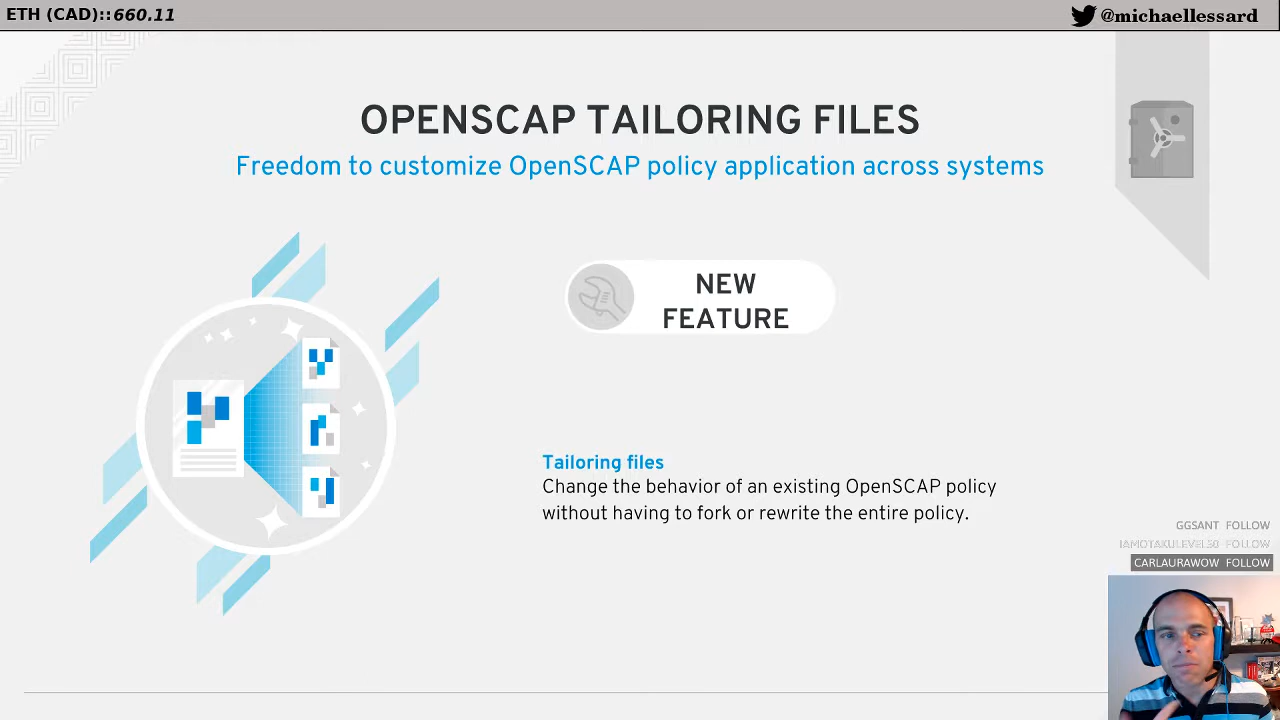 ETH (CAD)::660.11
@michaellessard
OPENSCAP TAILORING FILES
Freedom to customize OpenSCAP policy application across systems
NEW
FEATURE
Tailoring files
Change the behavior of an existing OpenSCAP policy
without having to fork or rewrite the entire policy.
GGSANT FOLLOW
IAMOTAKULEVEL50 FOLLOW
CARLAURAWOW FOLLOW